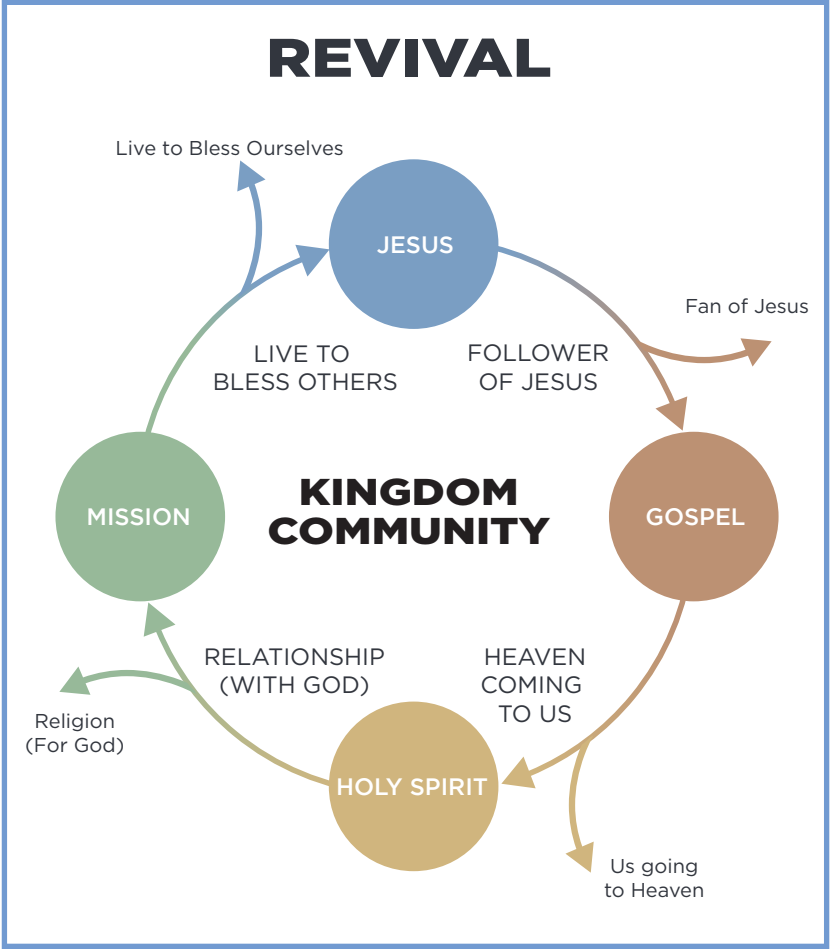 REVIVAL
Live to Bless Ourselves
JESUS
Fan of Jesus
LIVE TO
BLESS OTHERS
FOLLOWER
OF JESUS
MISSION
KINGDOM
COMMUNITY
GOSPEL
RELATIONSHIP
(WITH GOD)
HEAVEN
COMING
TO US
Religion
(For God)
HOLY SPIRIT
Us going
to Heaven